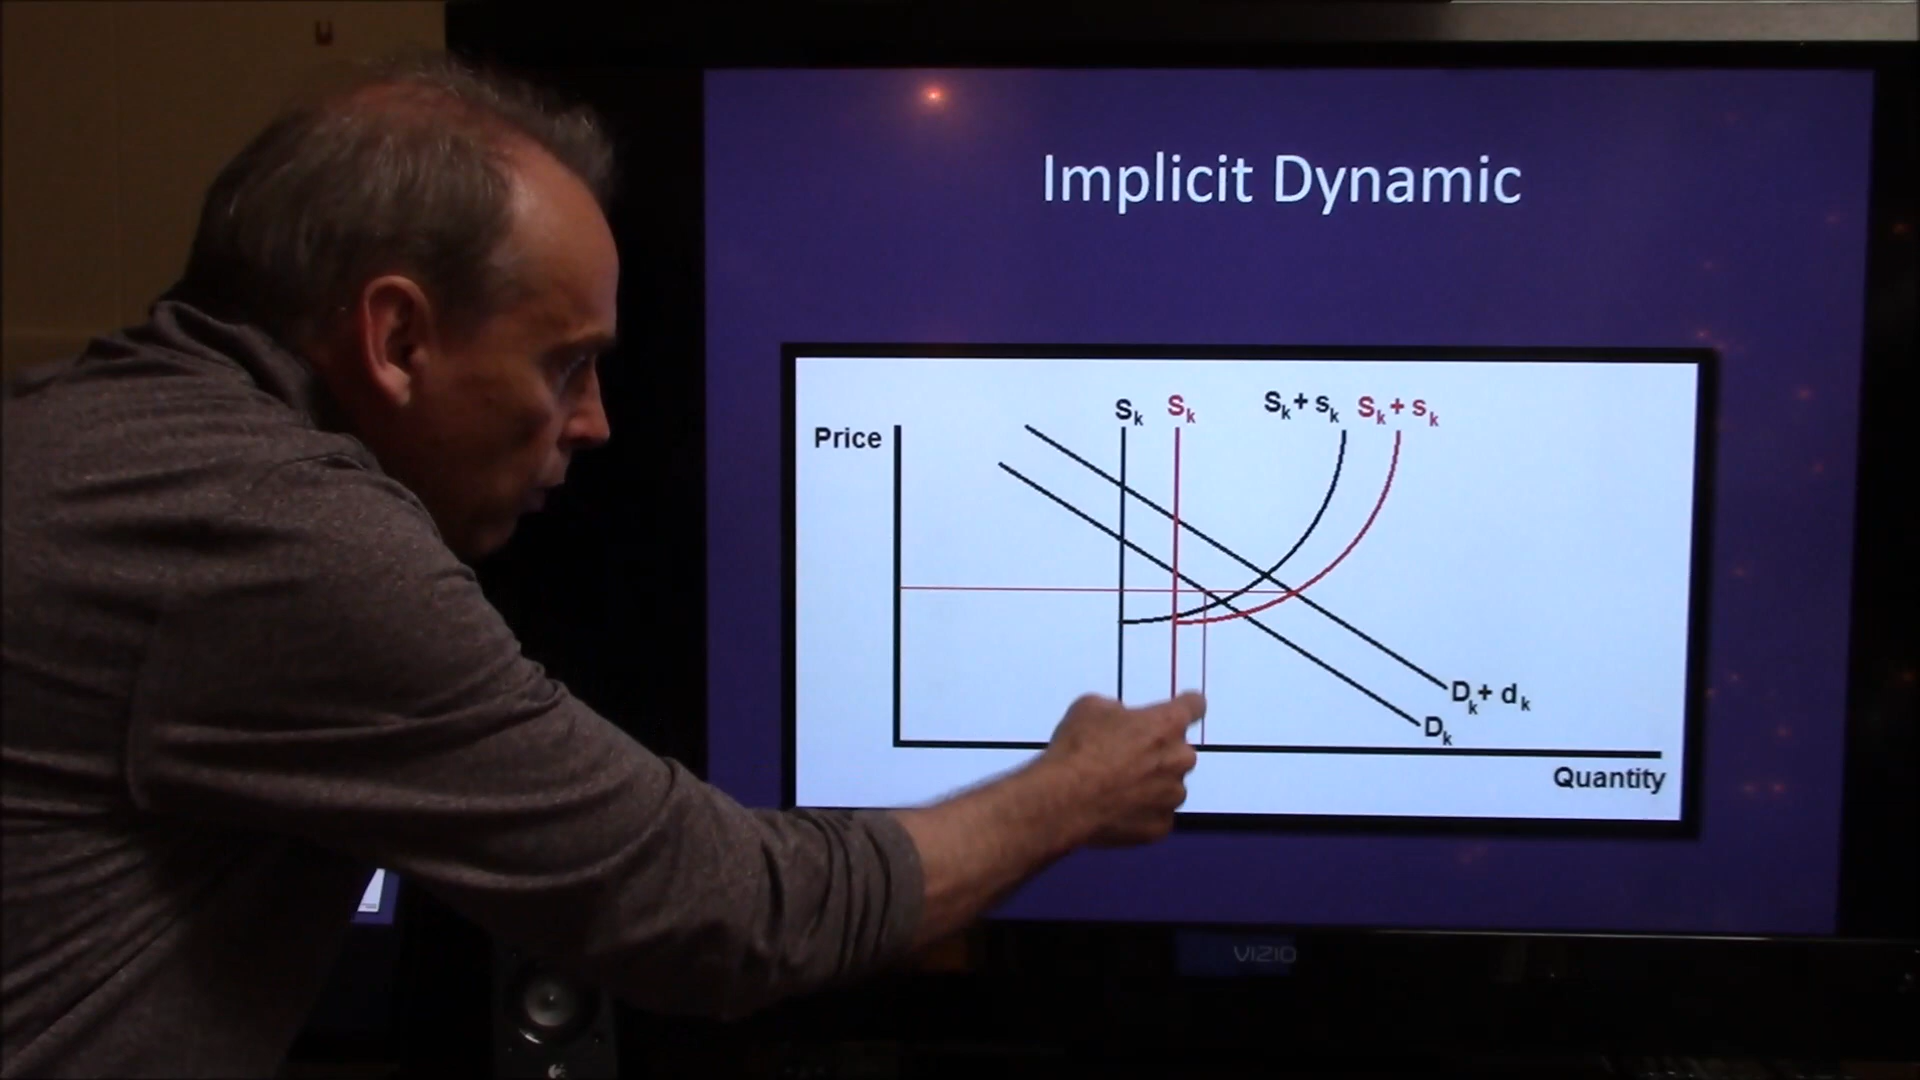 Implicit Dynamic
Sk Sk Sk + sk Sk + sk
Price
Dk + dk
Dk
Quantity
VIZIO